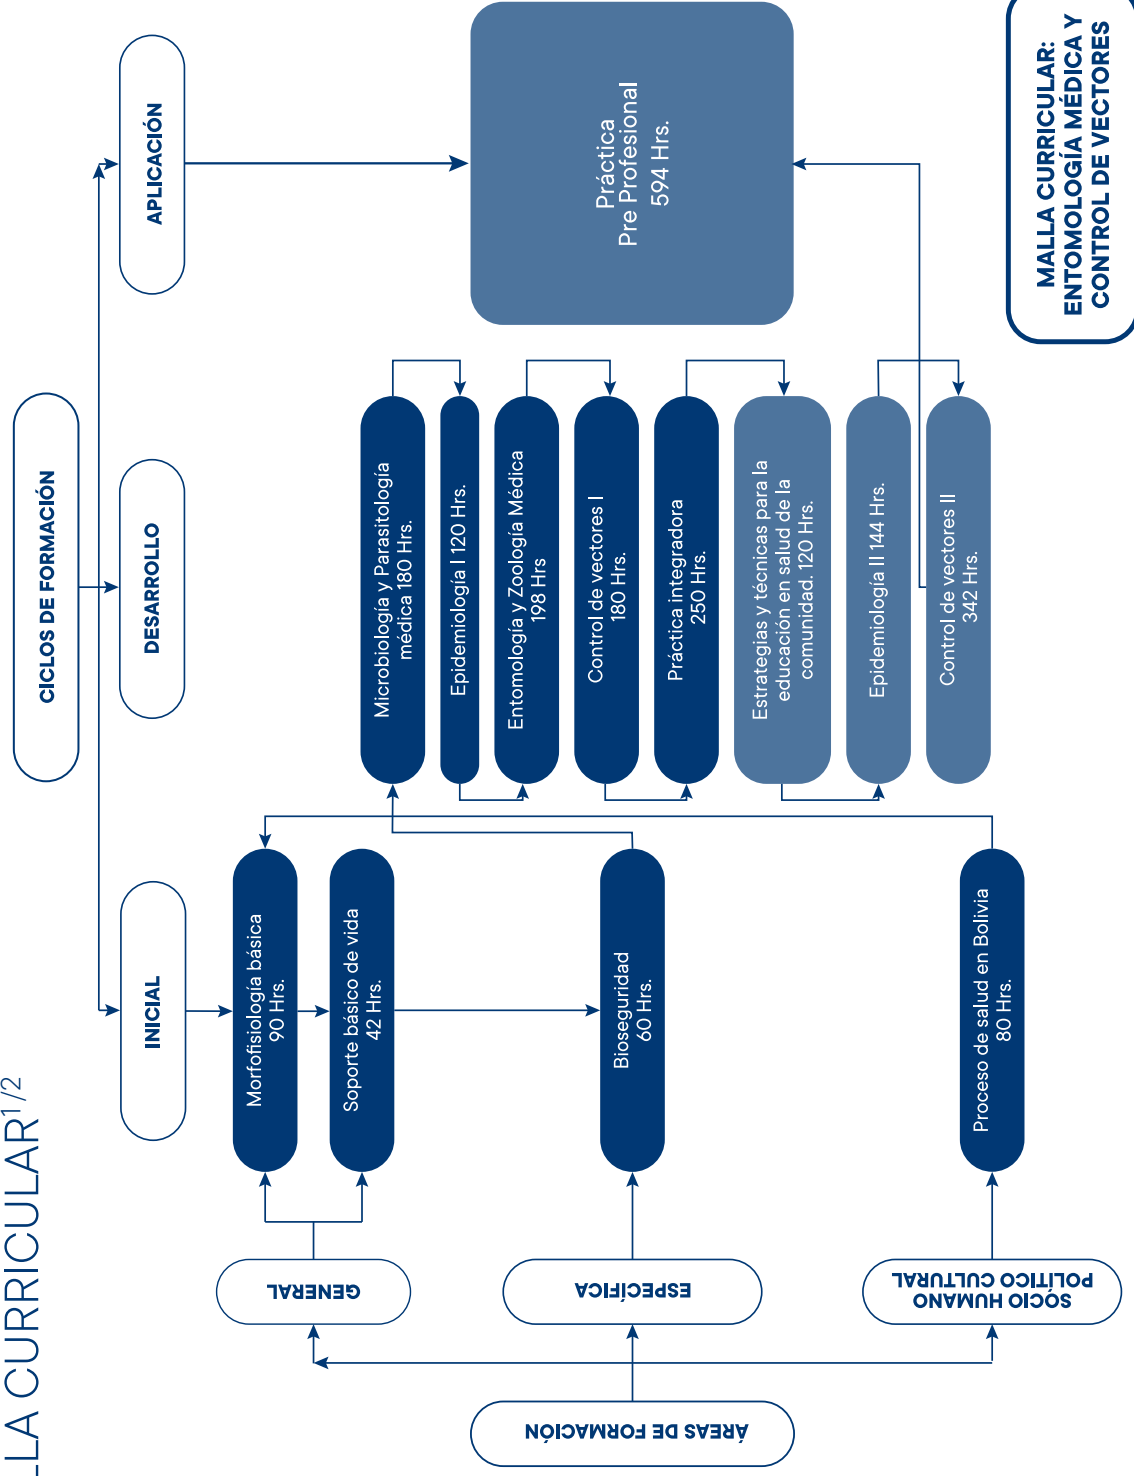 LLA CURRICULAR1/2
CICLOS DE FORMACIÓN
INICIAL
DESARROLLO
APLICACIÓN
ÁREAS DE FORMACIÓN
GENERAL
ESPECÍFICA
SOCIO HUMANO
POLÍTICO CULTURAL
Morfofisiología básica
90 Hrs.
Soporte básico de vida
42 Hrs.
Bioseguridad
60 Hrs.
Proceso de salud en Bolivia
80 Hrs.
Microbiología y Parasitología
médica 180 Hrs.
Epidemiología I 120 Hrs.
Entomología y Zoología Médica
198 Hrs
Control de vectores I
180 Hrs.
Práctica integradora
250 Hrs.
Estrategias y técnicas para la
educación en salud de la
comunidad. 120 Hrs.
Epidemiología II 144 Hrs.
Control de vectores II
342 Hrs.
Práctica
Pre Profesional
594 Hrs.
MALLA CURRICULAR:
ENTOMOLOGÍA MÉDICA Y
CONTROL DE VECTORES